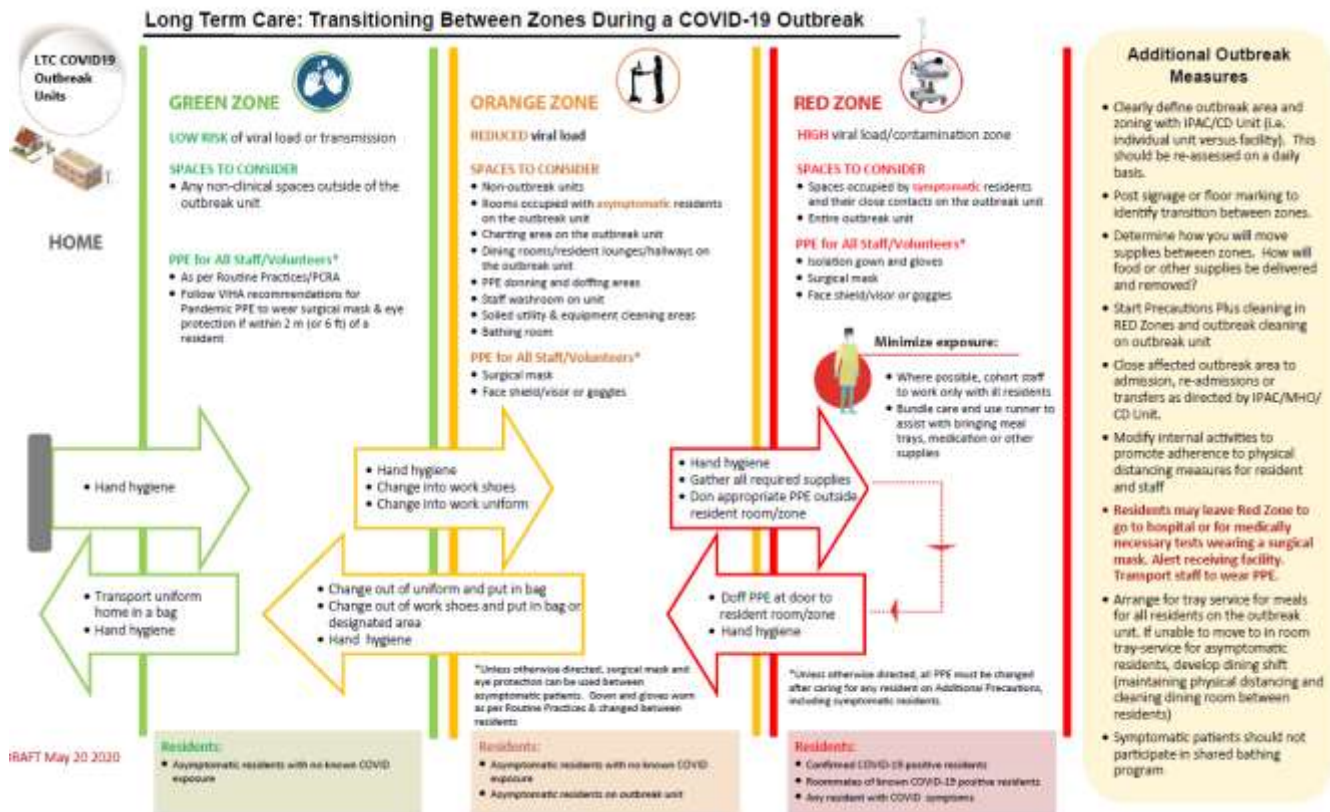 Long Term Care: Transitioning Between Zones During a COVID-19 Outbreak
LTC COVID19
Outbreak
Units
HOME
GREEN ZONE
LOW RISK of viral load or transmission
SPACES TO CONSIDER
• Any non-clinical spaces outside of the
outbreak unit
PPE for All Staff/Volunteers*
• As per Routine Practices/PCRA
• Follow VIHA recommendations for
Pandemic PPE to wear surgical mask & eye
protection if within 2 m (or 6 ft) of a
resident
ORANGE ZONE
REDUCED viral load
SPACES TO CONSIDER
• Non-outbreak units
• Rooms occupied with asymptomatic residents
on the outbreak unit
• Charting area on the outbreak unit
• Dining rooms/resident lounges/hallways on
the outbreak unit
• PPE donning and doffing areas
• Staff washroom on unit
• Soiled utility & equipment cleaning areas
• Bathing room
PPE for All Staff/Volunteers*
• Surgical mask
• Face shield/visor or goggles
RED ZONE
HIGH viral load/contamination zone
SPACES TO CONSIDER
• Spaces occupied by symptomatic residents
and their close contacts on the outbreak unit
• Entire outbreak unit
PPE for All Staff/Volunteers*
• Isolation gown and gloves
• Surgical mask
• Face shield/visor or goggles
Minimize exposure:
• Where possible, cohort staff
to work only with ill residents
• Bundle care and use runner to
assist with bringing meal
trays, medication or other
supplies
• Hand hygiene
• Hand hygiene
• Change into work shoes
• Change into work uniform
• Hand hygiene
• Gather all required supplies
• Don appropriate PPE outside
resident room/zone
• Transport uniform
home in a bag
• Hand hygiene
• Change out of uniform and put in bag
• Change out of work shoes and put in bag or
designated area
• Hand hygiene
• Doff PPE at door to
resident room/zone
• Hand hygiene
*Unless otherwise directed, surgical mask and
eye protection can be used between
asymptomatic patients. Gown and gloves worn
as per Routine Practices & changed between
residents
*Unless otherwise directed, all PPE must be changed
after caring for any resident on Additional Precautions,
including symptomatic residents.
RAFT May 20 2020
Residents:
• Asymptomatic residents with no known COVID
exposure
Residents:
• Asymptomatic residents with no known COVID
exposure
• Asymptomatic residents on outbreak unit
Residents:
• Confirmed COVID-19 positive residents
• Roommates of known COVID-19 positive residents
• Any resident with COVID symptoms
Additional Outbreak
Measures
• Clearly define outbreak area and
zoning with IPAC/CD Unit (i.e.
individual unit versus facility). This
should be re-assessed on a daily
basis.
• Post signage or floor marking to
identify transition between zones.
• Determine how you will move
supplies between zones. How will
food or other supplies be delivered
and removed?
• Start Precautions Plus cleaning in
RED Zones and outbreak cleaning
on outbreak unit
• Close affected outbreak area to
admission, re-admissions or
transfers as directed by IPAC/MHO/
CD Unit.
• Modify internal activities to
promote adherence to physical
distancing measures for resident
and staff
• Residents may leave Red Zone to
go to hospital or for medically
necessary tests wearing a surgical
mask. Alert receiving facility.
Transport staff to wear PPE.
• Arrange for tray service for meals
for all residents on the outbreak
unit. If unable to move to in room
tray-service for asymptomatic
residents, develop dining shift
(maintaining physical distancing and
cleaning dining room between
residents)
• Symptomatic patients should not
participate in shared bathing
program